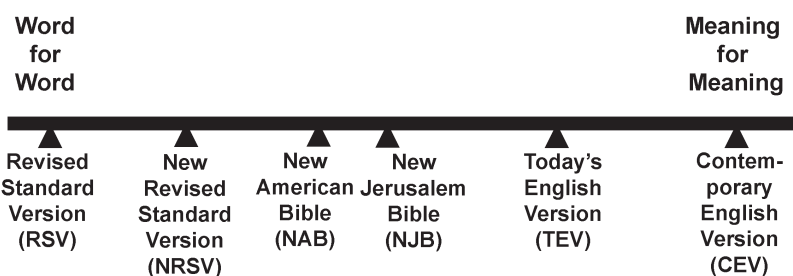 Word
for
Word
Meaning
for
Meaning
Revised
Standard
Version
(RSV)
New
Revised
Standard
Version
(NRSV)
New
American
Bible
(NAB)
New
Jerusalem
Bible
(NJB)
Today's
English
Version
(TEV)
Contem-
porary
English
Version
(CEV)